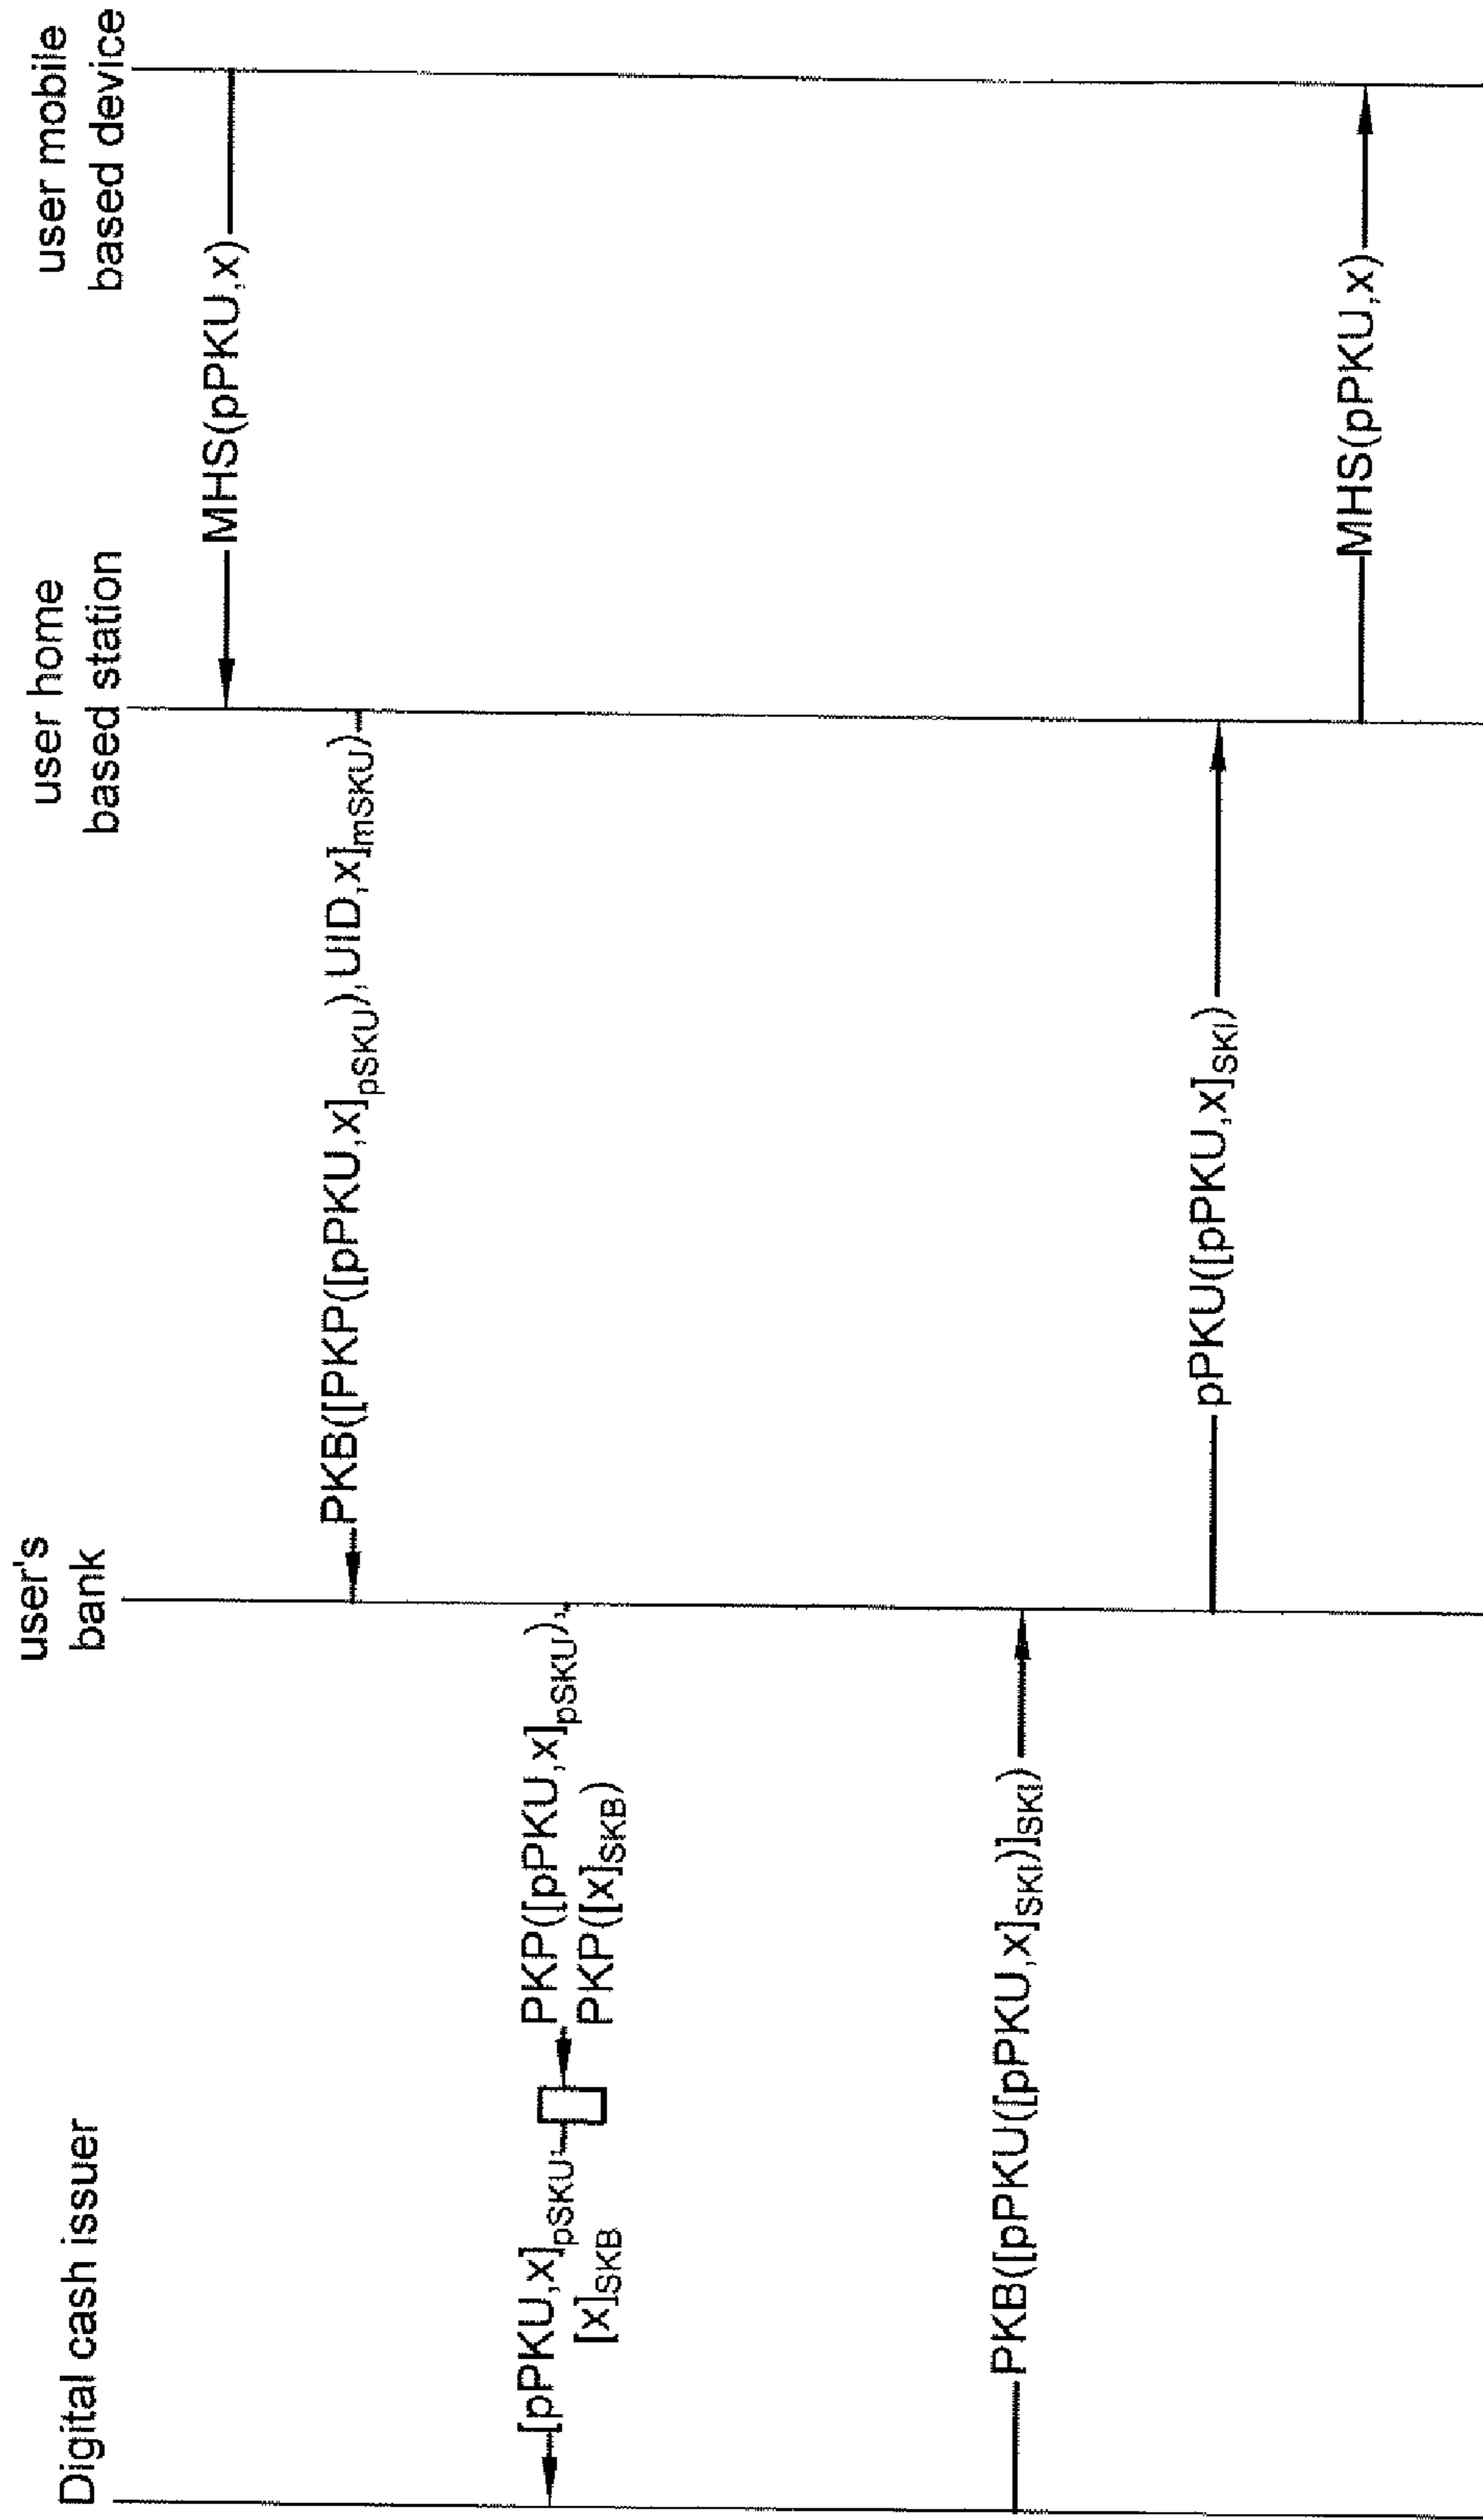 Digital cash issuer
user's
bank
user home
based station
user mobile
based device
MHS(pPKU,x)
PKB([PKP([pPKU,x]pSKU),UID,x]mSKU)
PKP([pPKU,x]pSKU),
PKP([x]SKB)
[pPKU,x]pSKU,
[x]SKB
PKB([pPKU([pPKU,x]SKI)]SKI)
pPKU([pPKU,x]SKI)
MHS(pPKU,x)